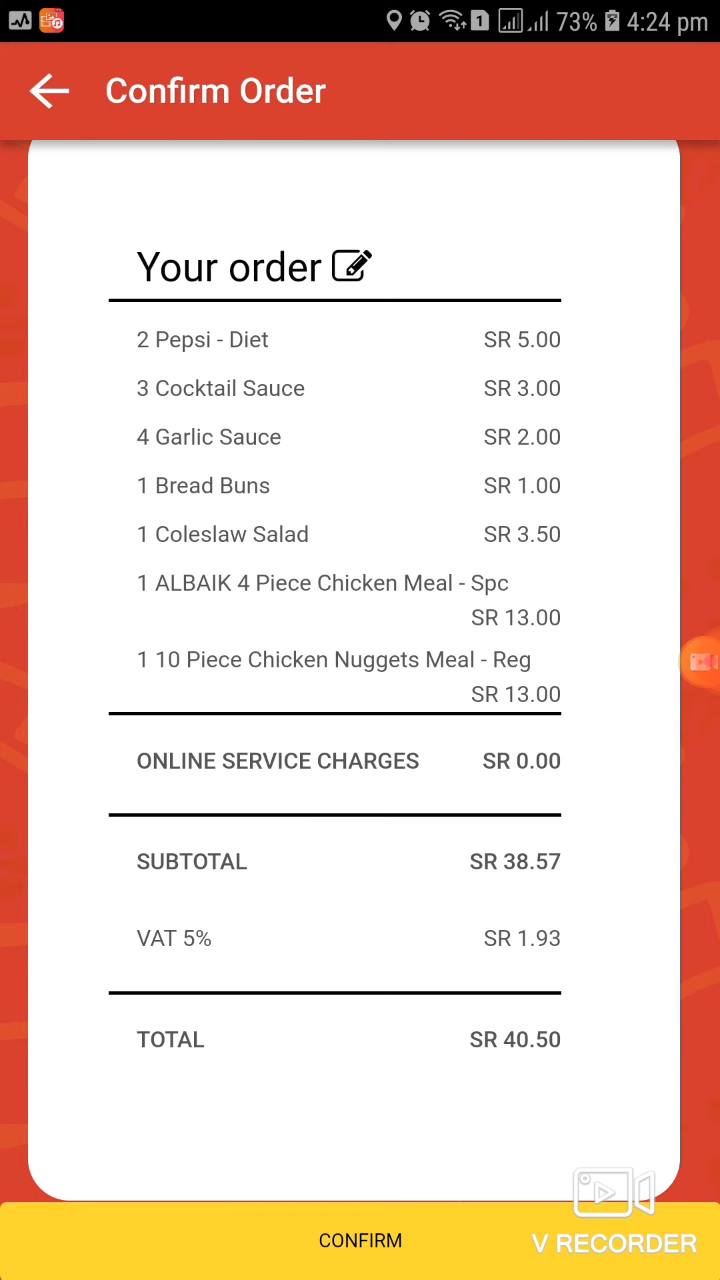 1
73%
4:24 pm
Confirm Order
Your order
2 Pepsi - Diet SR 5.00
3 Cocktail Sauce SR 3.00
4 Garlic Sauce SR 2.00
1 Bread Buns SR 1.00
1 Coleslaw Salad SR 3.50
1 ALBAIK 4 Piece Chicken Meal - Spc
SR 13.00
1 10 Piece Chicken Nuggets Meal - Reg
SR 13.00
ONLINE SERVICE CHARGES SR 0.00
SUBTOTAL SR 38.57
VAT 5% SR 1.93
TOTAL SR 40.50
CONFIRM
V RECORDER